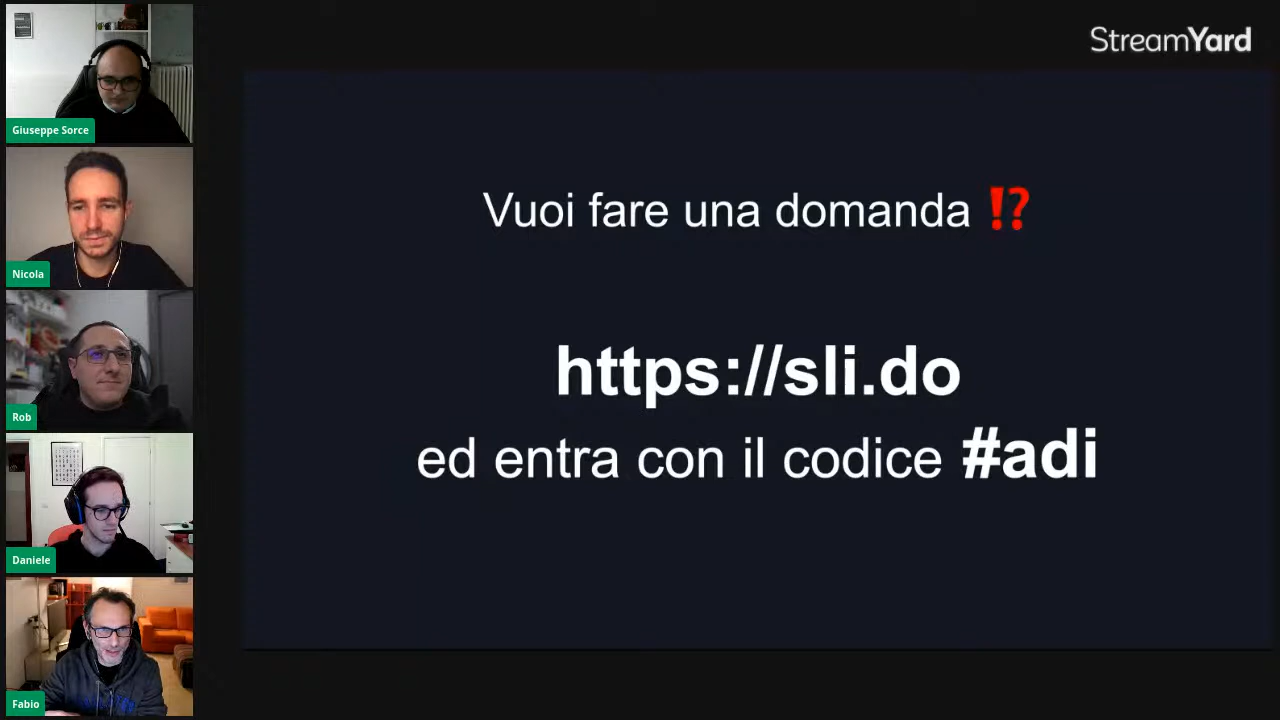 StreamYard
Giuseppe Sorce
Nicola
Rob
Daniele
Fabio
Vuoi fare una domanda ⁉
https://sli.do
ed entra con il codice #adi